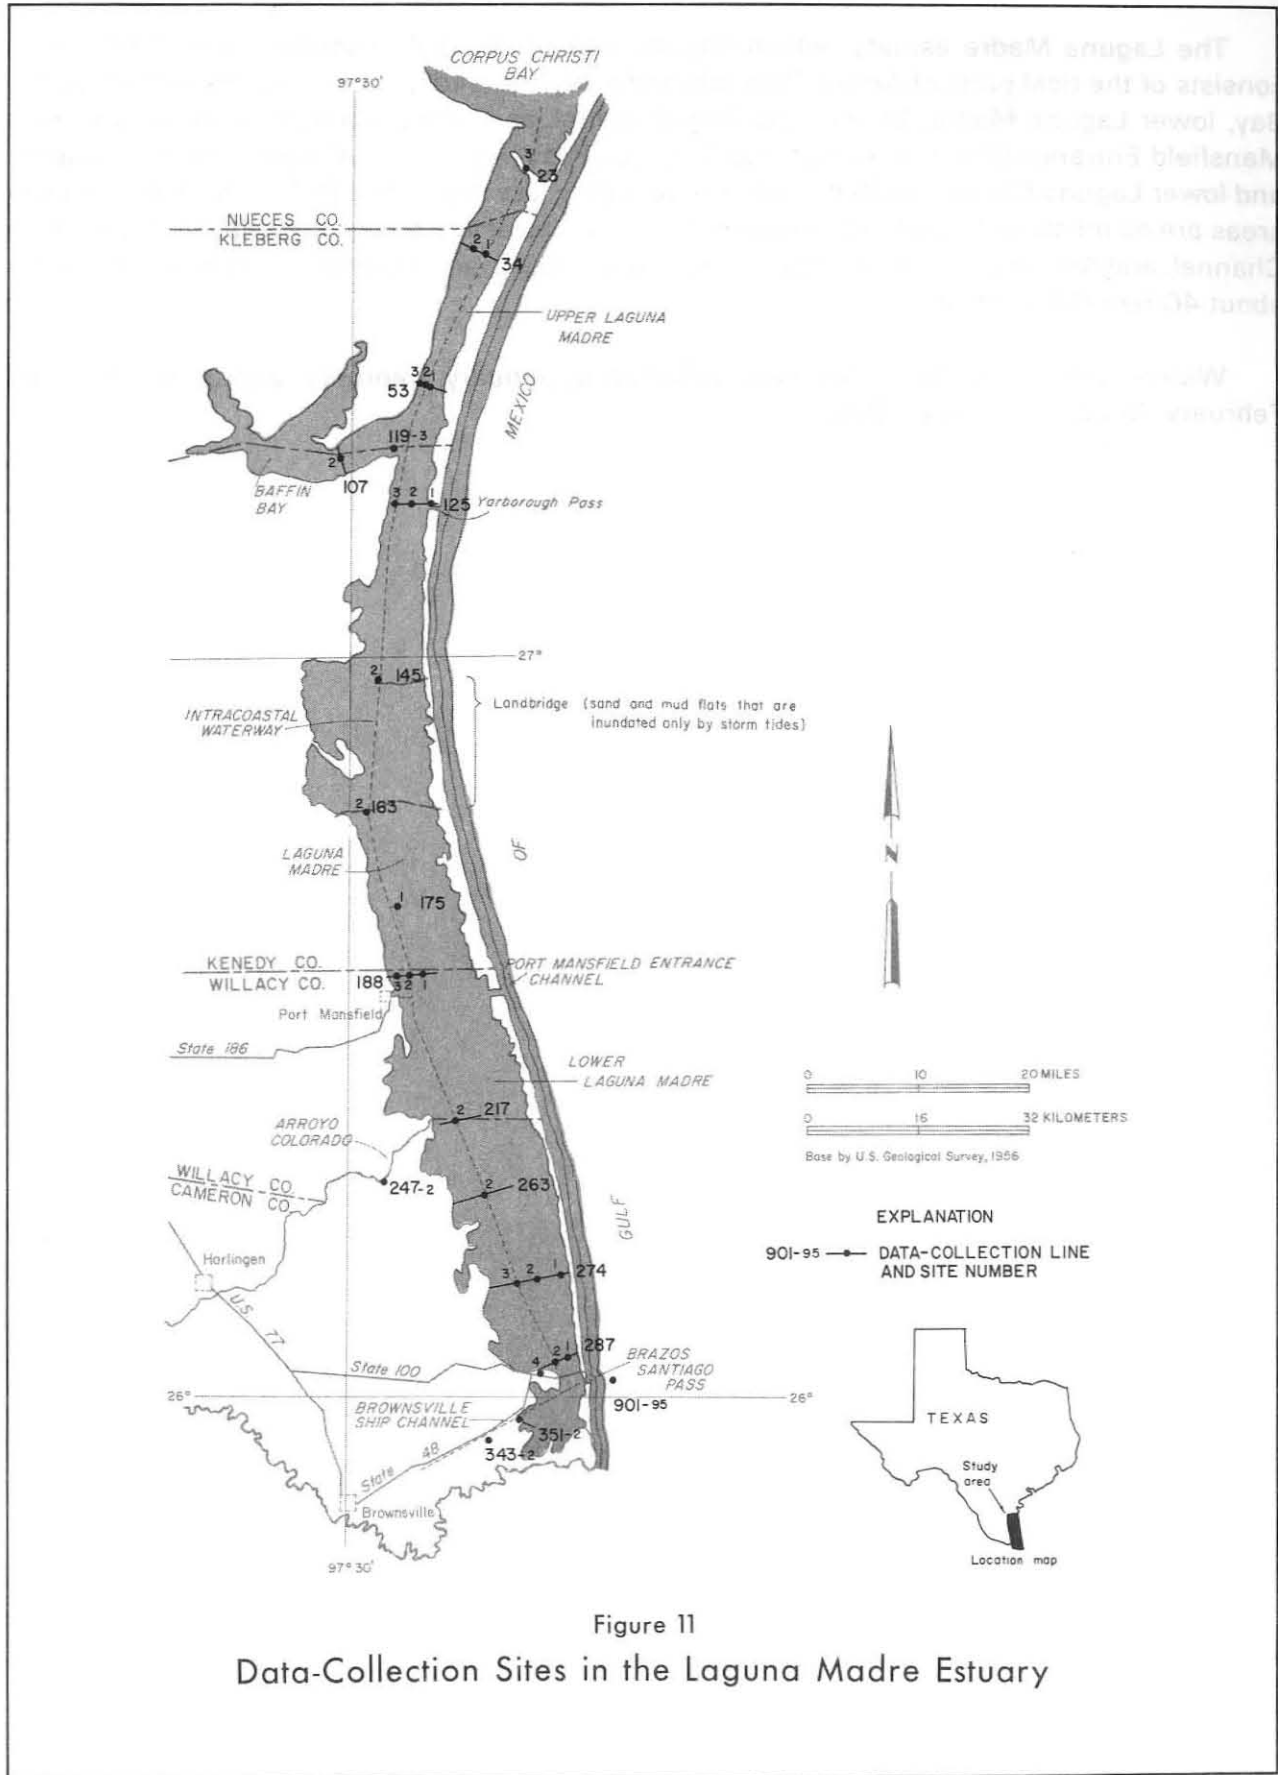 CORPUS CHRISTI
BAY
97°30'
3
23
NUECES CO.
KLEBERG CO.
2 1
34
UPPER LAGUNA
MADRE
3 2 1
53
MEXICO
119-3
2
107
BAFFIN
BAY
3 2 1
125
Yarborough Pass
27°
2 145
INTRACOASTAL
WATERWAY
Landbridge (sand and mud flats that are
inundated only by storm tides)
2 163
LAGUNA
MADRE
OF
N
1 175
KENEDY CO.
WILLACY CO.
188 3 2 1
PORT MANSFIELD ENTRANCE
CHANNEL
Port Mansfield
State 186
LOWER
LAGUNA MADRE
0 10 20 MILES
0 16 32 KILOMETERS
Base by U.S. Geological Survey, 1956
2 217
ARROYO
COLORADO
WILLACY CO.
CAMERON CO.
247-2
2 263
GULF
EXPLANATION
901-95 DATA-COLLECTION LINE
AND SITE NUMBER
Harlingen
U.S. 77
3 2 1 274
State 100
4 2 1 287
BRAZOS
SANTIAGO
PASS
26°
26°
901-95
BROWNSVILLE
SHIP CHANNEL
351-2
343-2
State 48
Brownsville
97°30'
TEXAS
Study
area
Location map
Figure 11
Data-Collection Sites in the Laguna Madre Estuary